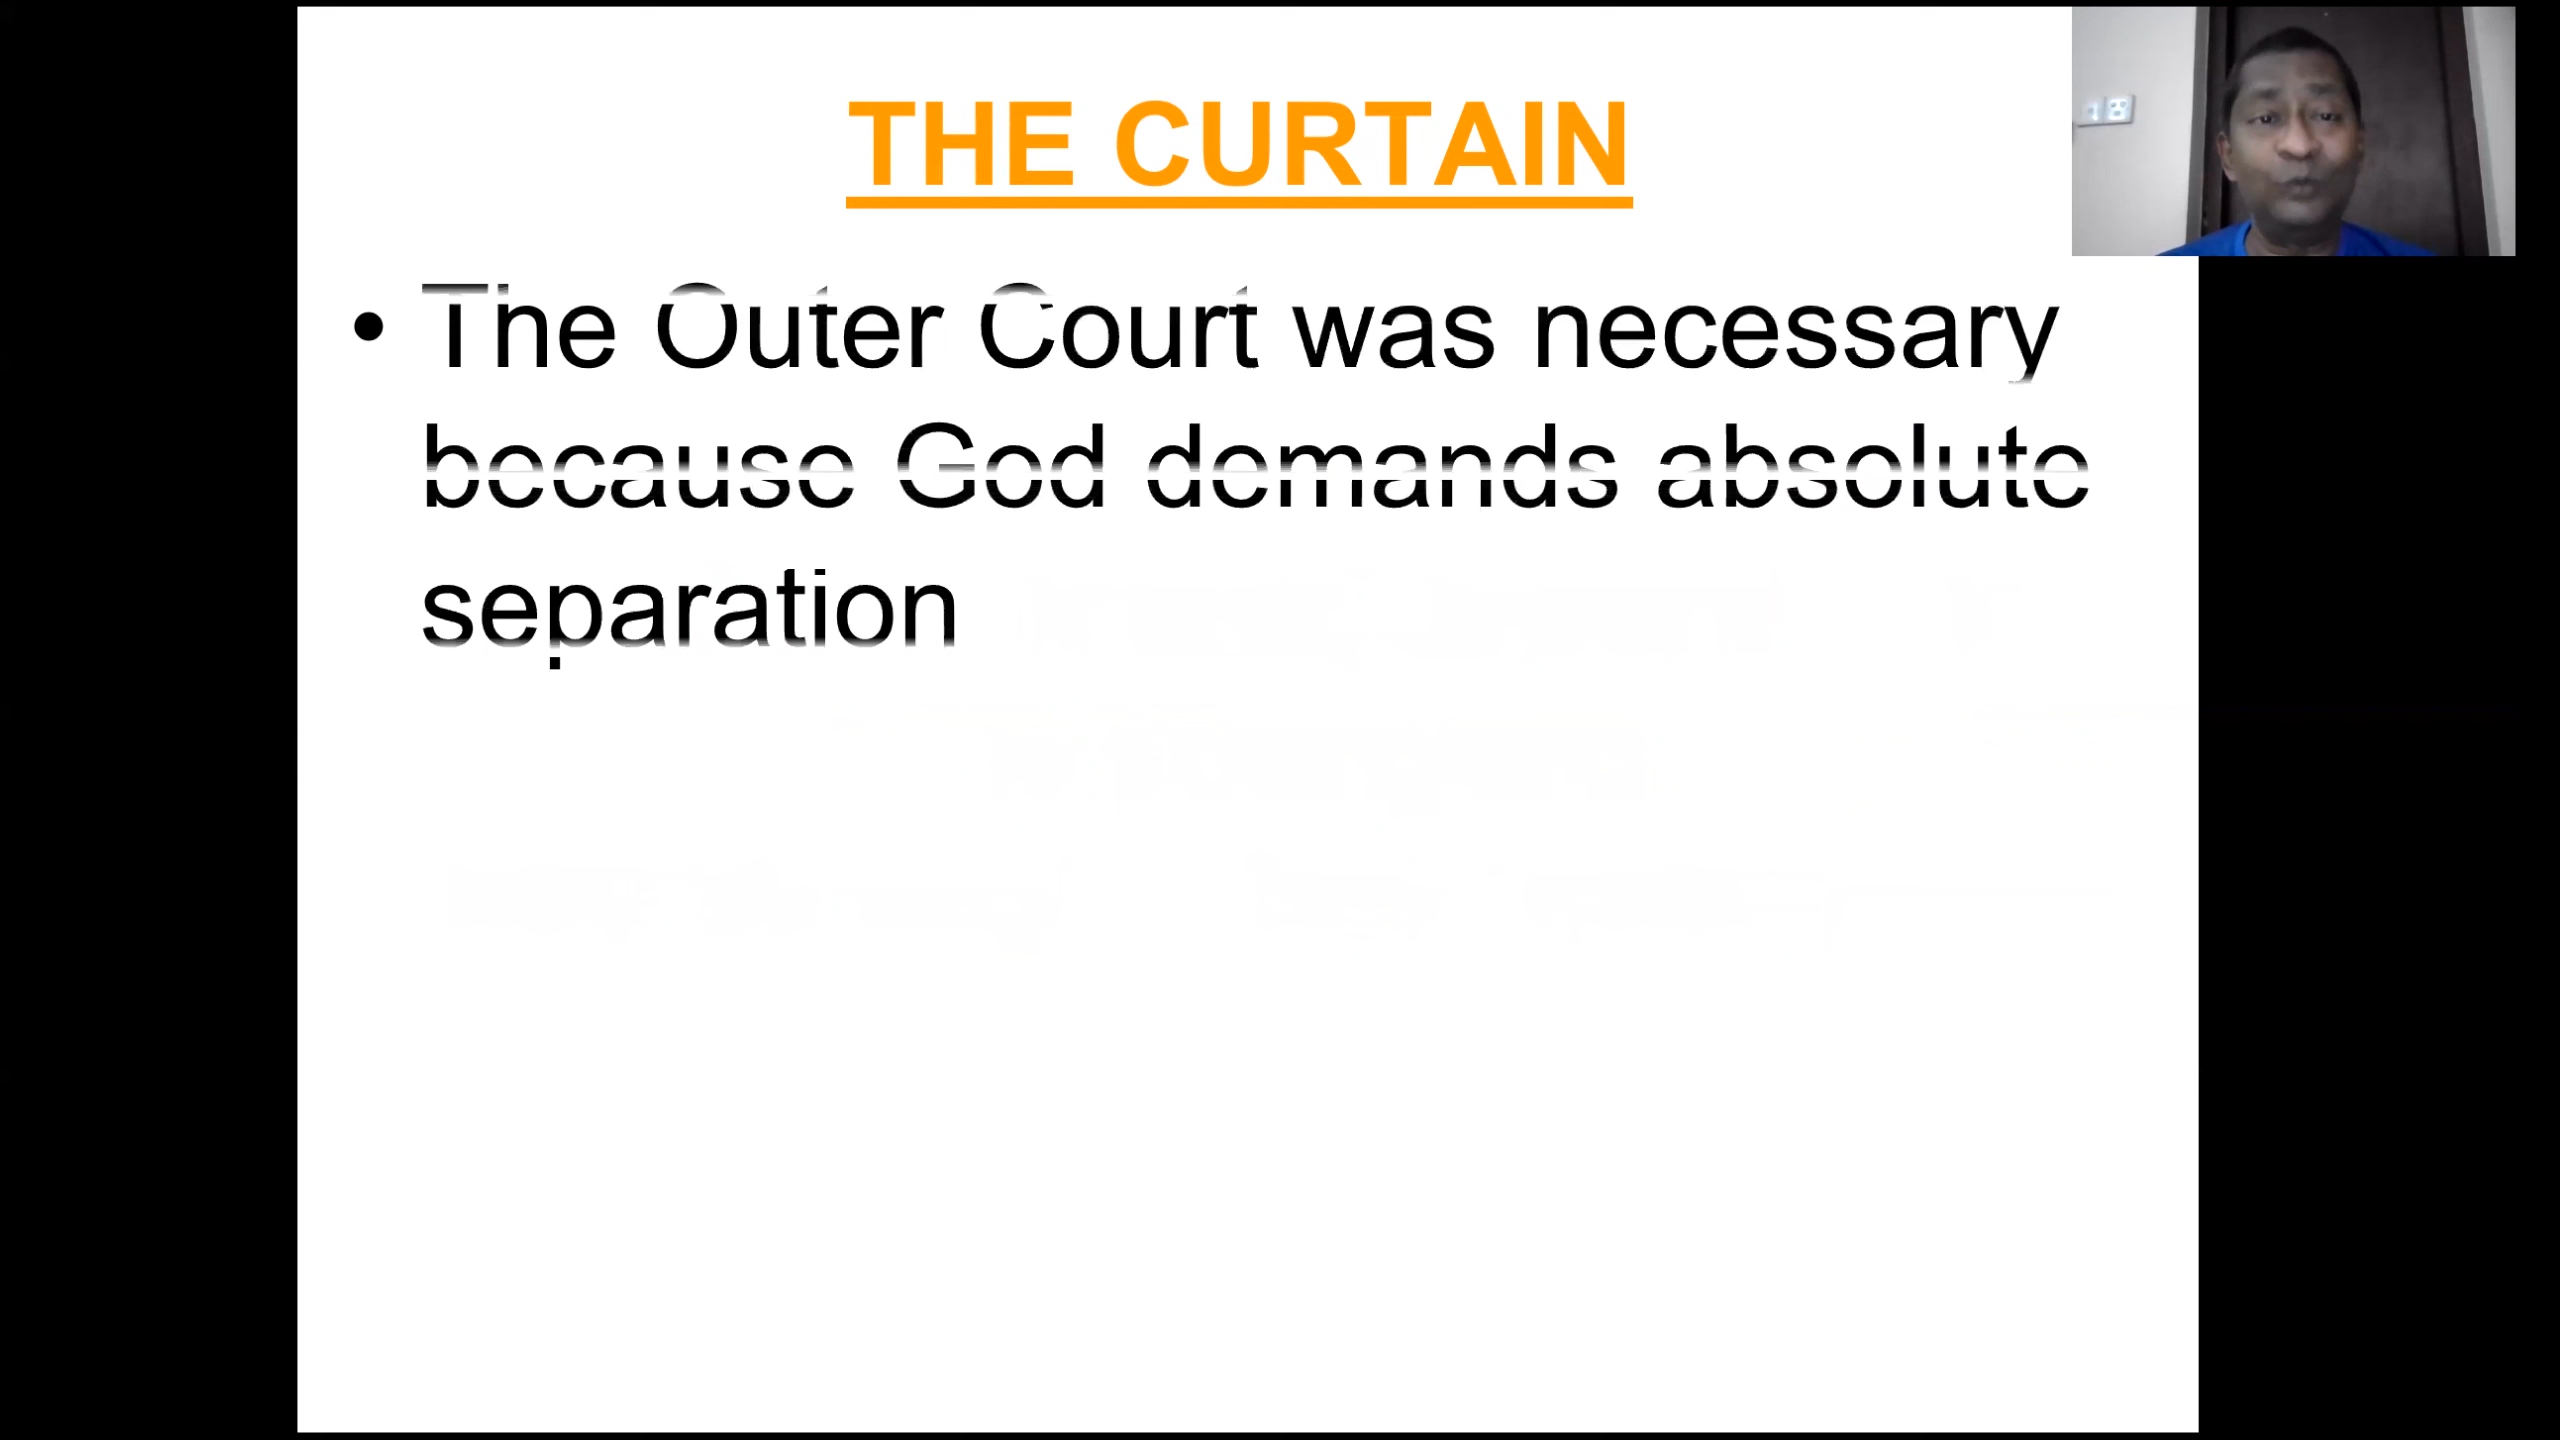 THE CURTAIN
• The Outer Court was necessary
because God demands absolute
separation